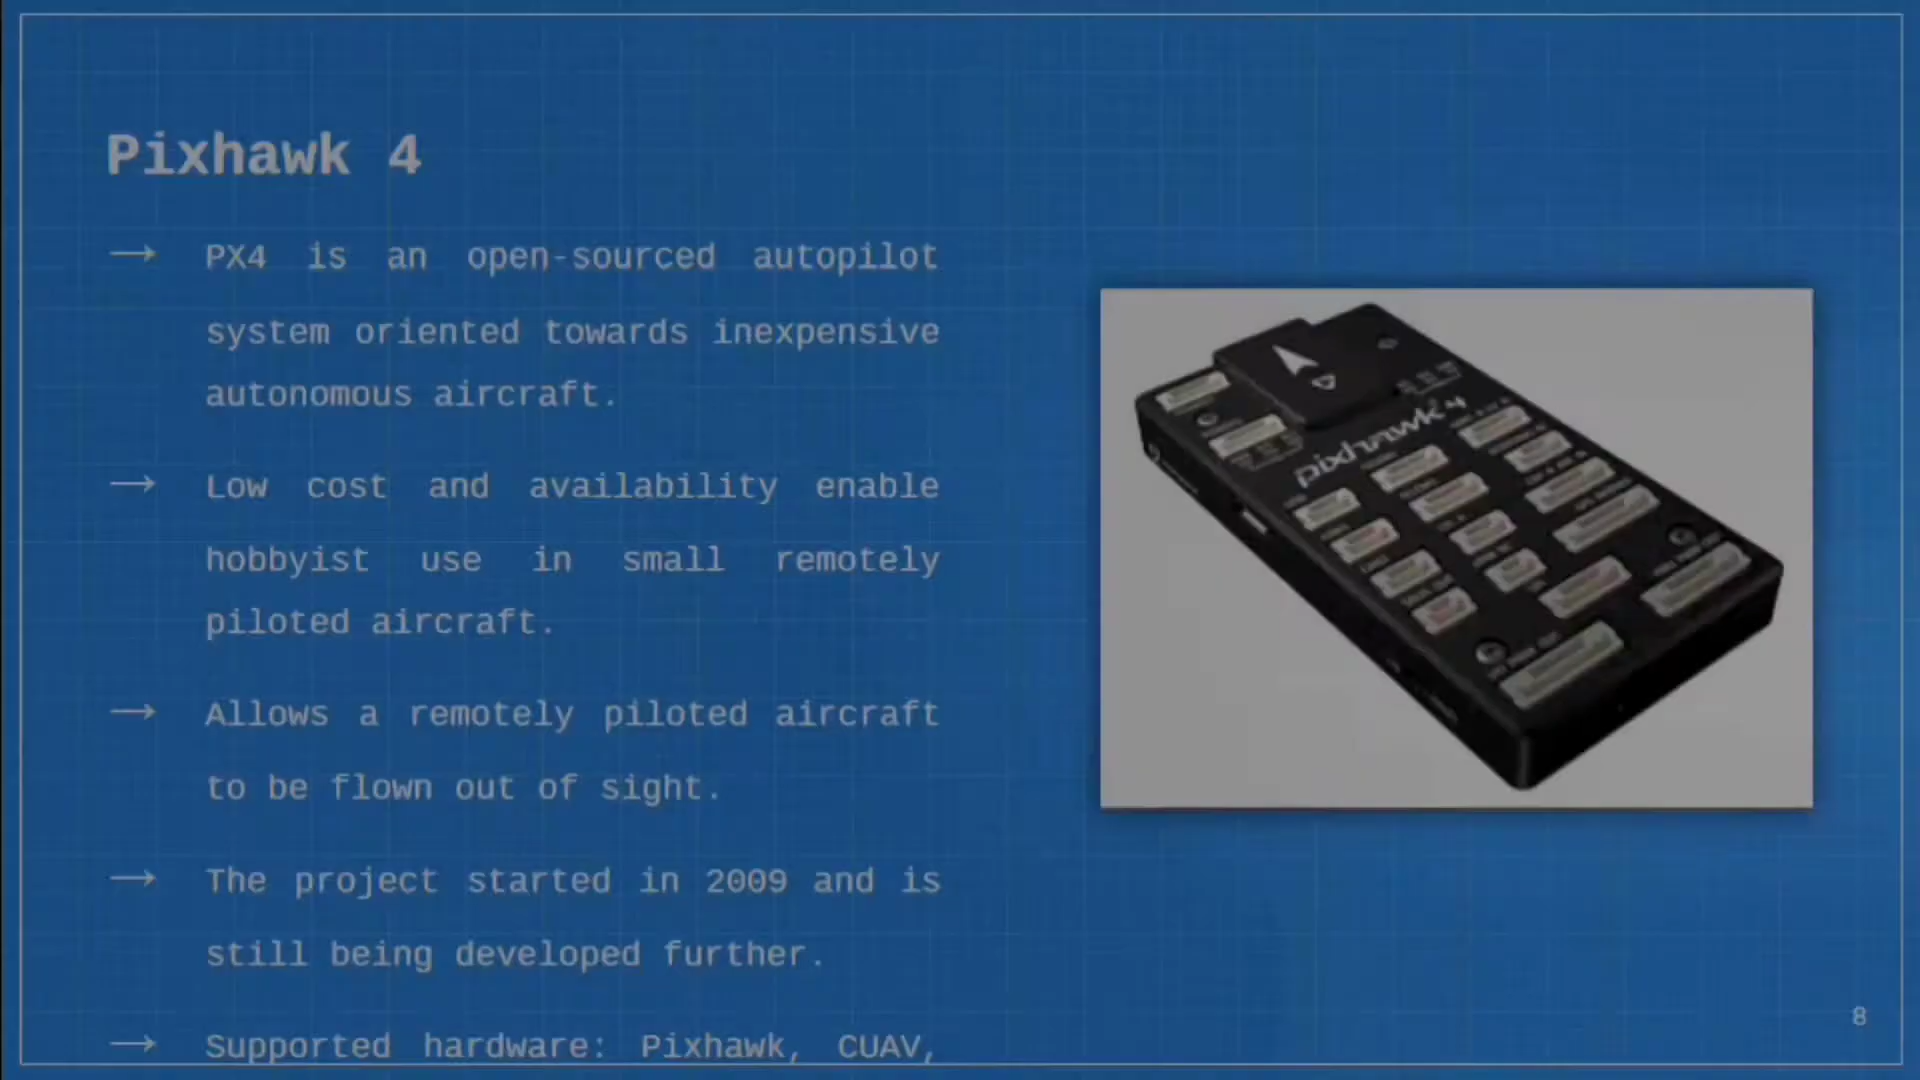 Pixhawk 4
→ PX4 is an open-sourced autopilot
system oriented towards inexpensive
autonomous aircraft.
→ Low cost and availability enable
hobbyist use in small remotely
piloted aircraft.
→ Allows a remotely piloted aircraft
to be flown out of sight.
→ The project started in 2009 and is
still being developed further.
→ Supported hardware: Pixhawk, CUAV,
pixhawk 4
8